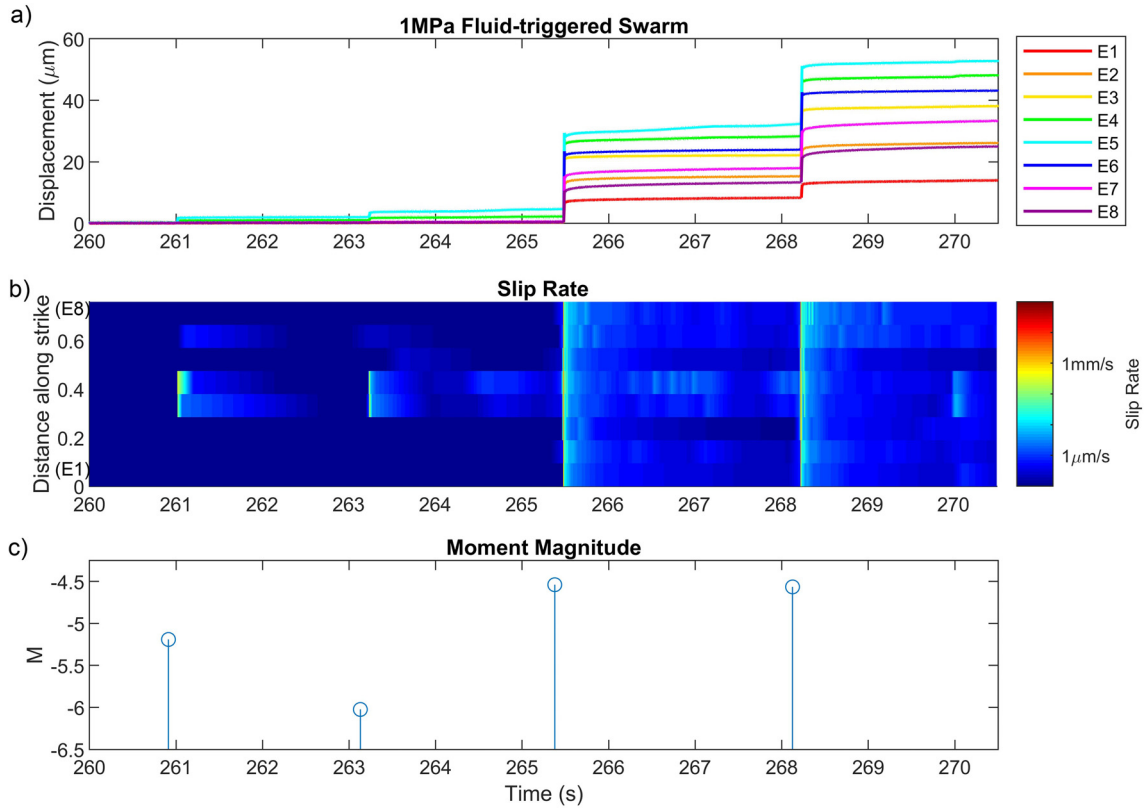 a)
1MPa Fluid-triggered Swarm
Displacement (μm)
60
40
20
0
260 261 262 263 264 265 266 267 268 269 270
E1
E2
E3
E4
E5
E6
E7
E8
b)
Slip Rate
Distance along strike
(E8)
0.6
0.4
0.2
(E1)
0
260 261 262 263 264 265 266 267 268 269 270
1mm/s
1μm/s
Slip Rate
c)
Moment Magnitude
M
-4.5
-5
-5.5
-6
-6.5
260 261 262 263 264 265 266 267 268 269 270
Time (s)